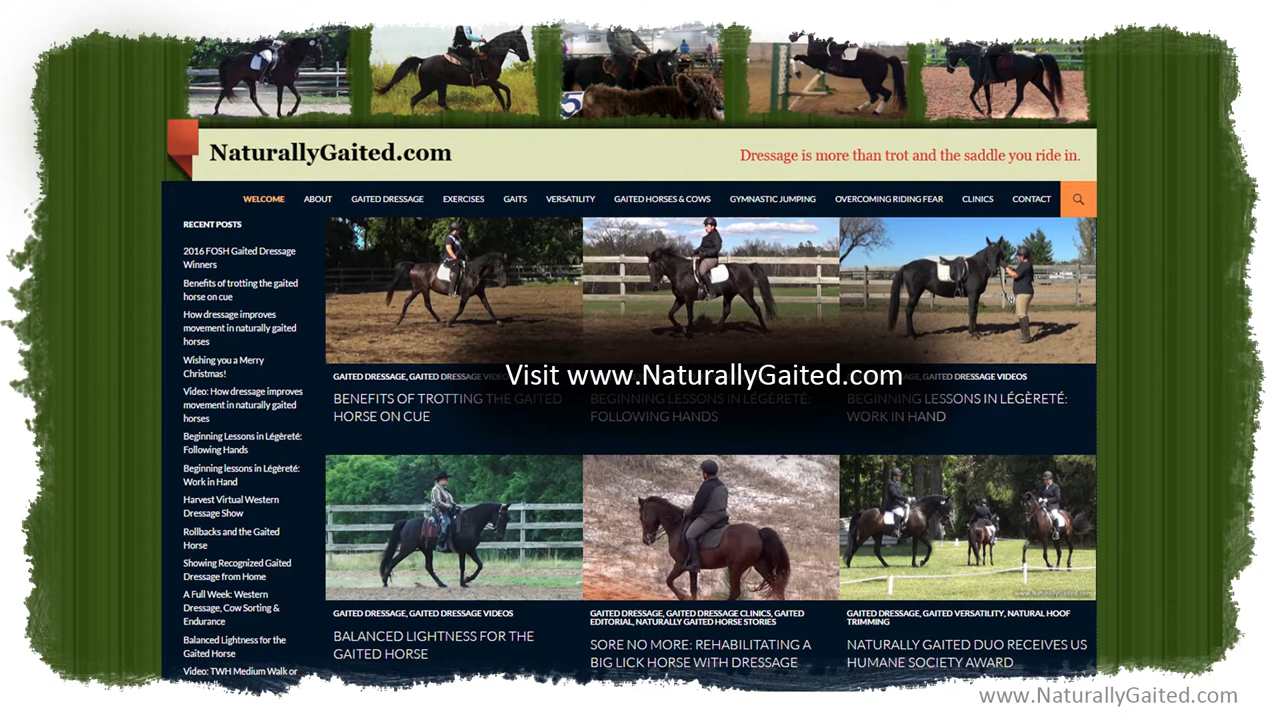 NaturallyGaited.com
Dressage is more than trot and the saddle you ride in.
WELCOME ABOUT GAITED DRESSAGE EXERCISES GAITS VERSATILITY GAITED HORSES & COWS GYMNASTIC JUMPING OVERCOMING RIDING FEAR CLINICS CONTACT
RECENT POSTS
2016 FOSH Gaited Dressage
Winners
Benefits of trotting the gaited
horse on cue
How dressage improves
movement in naturally gaited
horses
Wishing you a Merry
Christmas!
Video: How dressage improves
movement in naturally gaited
horses
Beginning Lessons in Légèreté:
Following Hands
Beginning lessons in Légèreté:
Work in Hand
Harvest Virtual Western
Dressage Show
Rollbacks and the Gaited
Horse
Showing Recognized Gaited
Dressage from Home
A Full Week: Western
Dressage, Cow Sorting &
Endurance
Balanced Lightness for the
Gaited Horse
Video: TWH Medium Walk or
Visit www.NaturallyGaited.com
GAITED DRESSAGE, GAITED DRESSAGE VIDEOS
BENEFITS OF TROTTING THE GAITED
HORSE ON CUE
BEGINNING LESSONS IN LÉGÈRETÉ:
FOLLOWING HANDS
GAITED DRESSAGE VIDEOS
BEGINNING LESSONS IN LÉGÈRETÉ:
WORK IN HAND
GAITED DRESSAGE, GAITED DRESSAGE VIDEOS
BALANCED LIGHTNESS FOR THE
GAITED HORSE
GAITED DRESSAGE, GAITED DRESSAGE CLINICS, GAITED
EDITORIAL, NATURALLY GAITED HORSE STORIES
SORE NO MORE: REHABILITATING A
BIG LICK HORSE WITH DRESSAGE
www.NaturallyGaited.com
GAITED DRESSAGE, GAITED VERSATILITY, NATURAL HOOF
TRIMMING
NATURALLY GAITED DUO RECEIVES US
HUMANE SOCIETY AWARD
www.NaturallyGaited.com